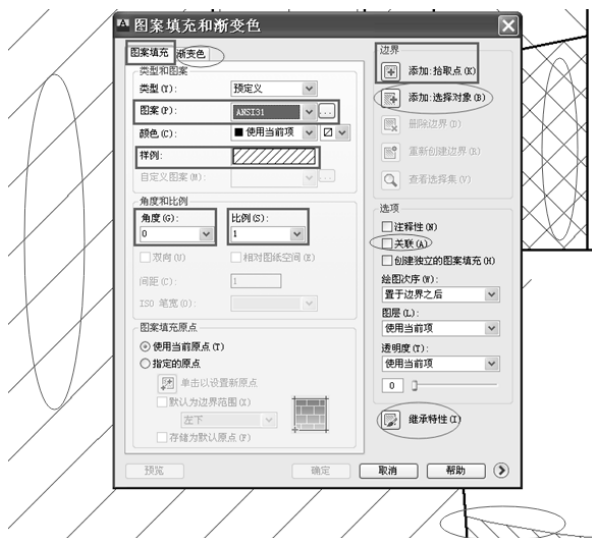 图案填充和渐变色
图案填充 渐变色
类型和图案
类型(Y): 预定义
图案(P): ANSI31 ...
颜色(C): 使用当前项
样例:
自定义图案(M): ...
角度和比例
角度(G): 比例(S):
0 1
双向(U) 相对图纸空间(E)
间距(C): 1
ISO 笔宽(O):
图案填充原点
使用当前原点(T)
指定的原点
单击以设置新原点
默认为边界范围(X)
左下
存储为默认原点(F)
预览 确定 取消 帮助
边界
添加:拾取点(K)
添加:选择对象(B)
删除边界(D)
重新创建边界(R)
查看选择集(V)
选项
注释性(N)
关联(A)
创建独立的图案填充(H)
绘图次序(W):
置于边界之后
图层(L):
使用当前项
透明度(T):
使用当前项
0
继承特性(I)